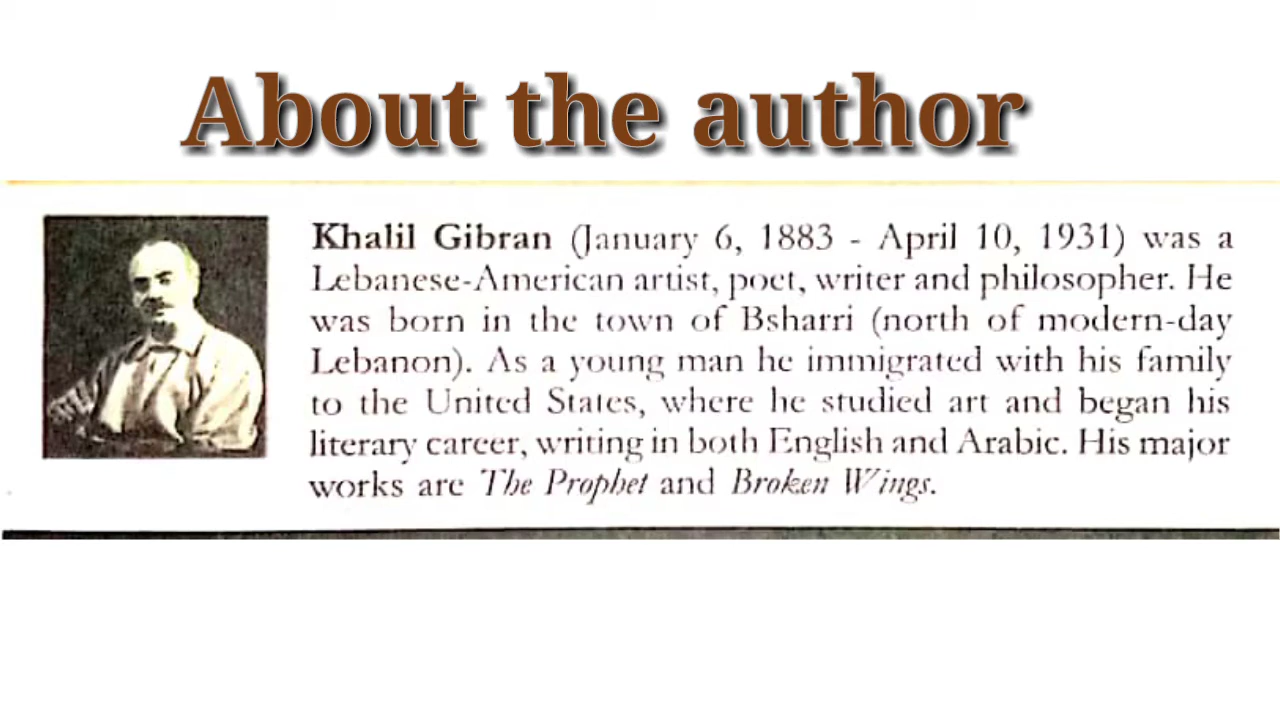 About the author
Khalil Gibran (January 6, 1883 - April 10, 1931) was a
Lebanese-American artist, poet, writer and philosopher. He
was born in the town of Bsharri (north of modern-day
Lebanon). As a young man he immigrated with his family
to the United States, where he studied art and began his
literary career, writing in both English and Arabic. His major
works are The Prophet and Broken Wings.